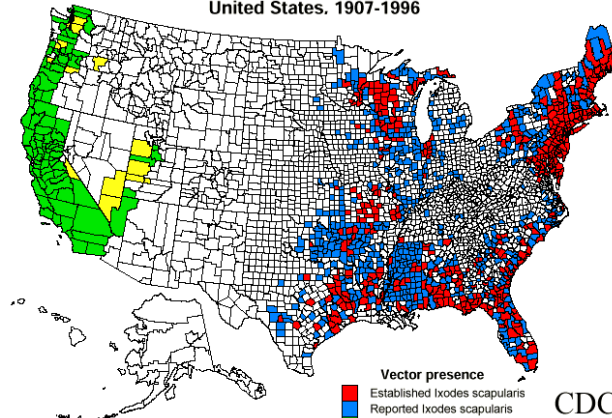 United States. 1907-1996
Vector presence
Established Ixodes scapularis
Reported Ixodes scapularis
CDC